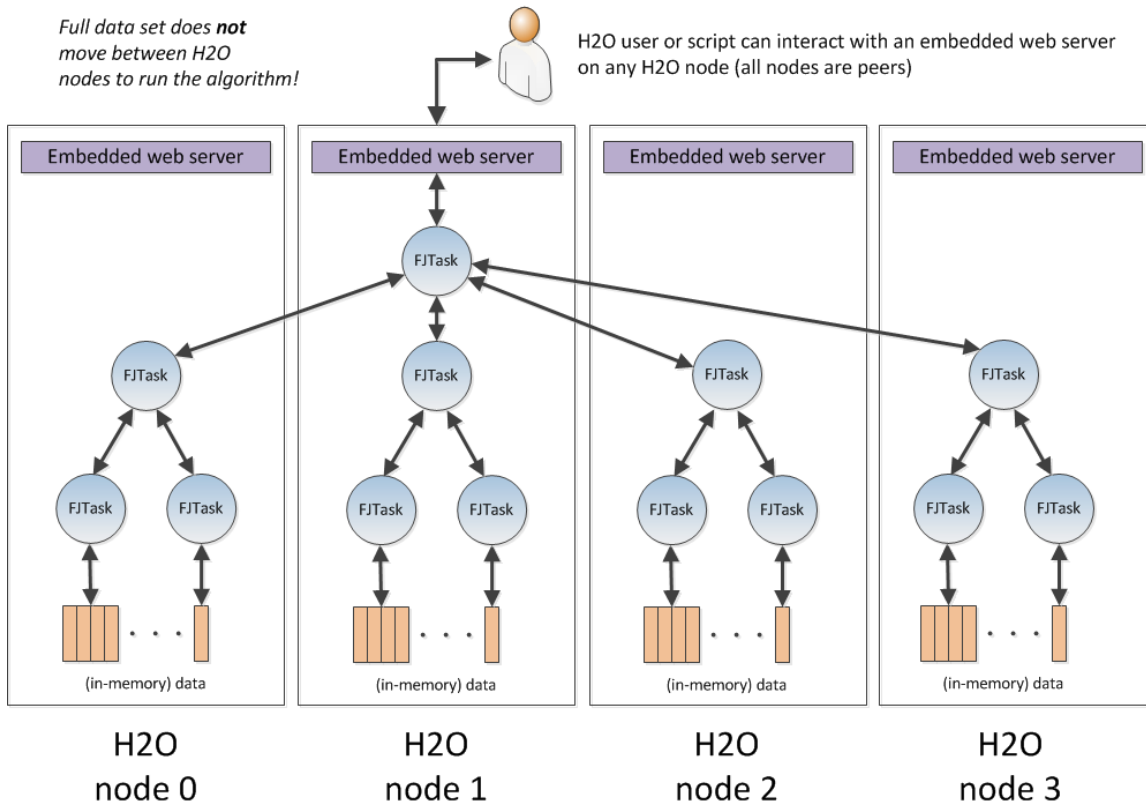 Full data set does not
move between H2O
nodes to run the algorithm!
H2O user or script can interact with an embedded web server
on any H2O node (all nodes are peers)
Embedded web server
Embedded web server
Embedded web server
Embedded web server
FJTask
FJTask
FJTask
FJTask
FJTask
FJTask
FJTask
FJTask
FJTask
FJTask
FJTask
FJTask
FJTask
. . .
. . .
. . .
. . .
(in-memory) data
(in-memory) data
(in-memory) data
(in-memory) data
H2O
node 0
H2O
node 1
H2O
node 2
H2O
node 3